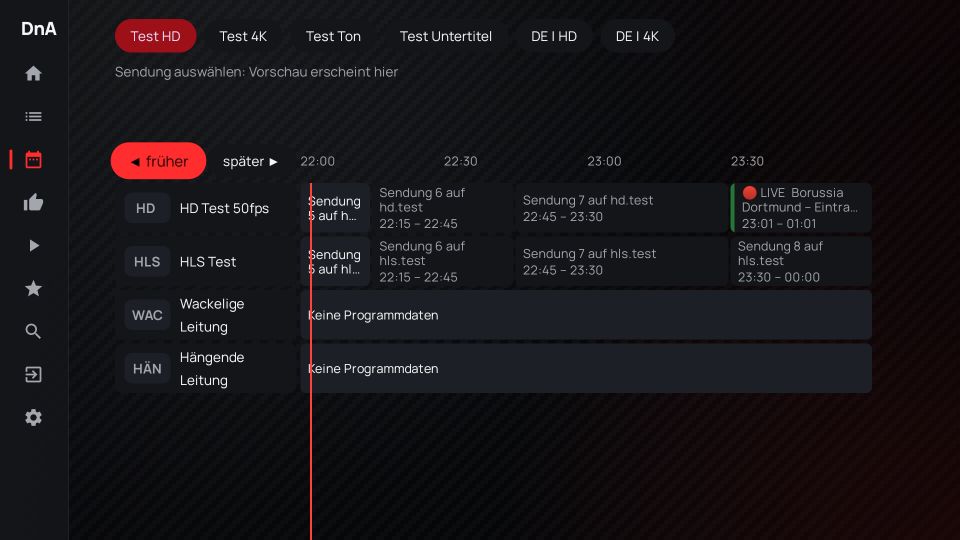 DnA
Test HD
Test 4K
Test Ton
Test Untertitel
DE | HD
DE | 4K
Sendung auswählen: Vorschau erscheint hier
◄ früher
später ►
22:00
22:30
23:00
23:30
HD
HD Test 50fps
Sendung
5 auf h...
Sendung 6 auf
hd.test
22:15 – 22:45
Sendung 7 auf hd.test
22:45 – 23:30
🔴 LIVE Borussia
Dortmund – Eintra...
23:01 – 01:01
HLS
HLS Test
Sendung
5 auf hl...
Sendung 6 auf
hls.test
22:15 – 22:45
Sendung 7 auf hls.test
22:45 – 23:30
Sendung 8 auf
hls.test
23:30 – 00:00
WAC
Wackelige
Leitung
Keine Programmdaten
HÄN
Hängende
Leitung
Keine Programmdaten